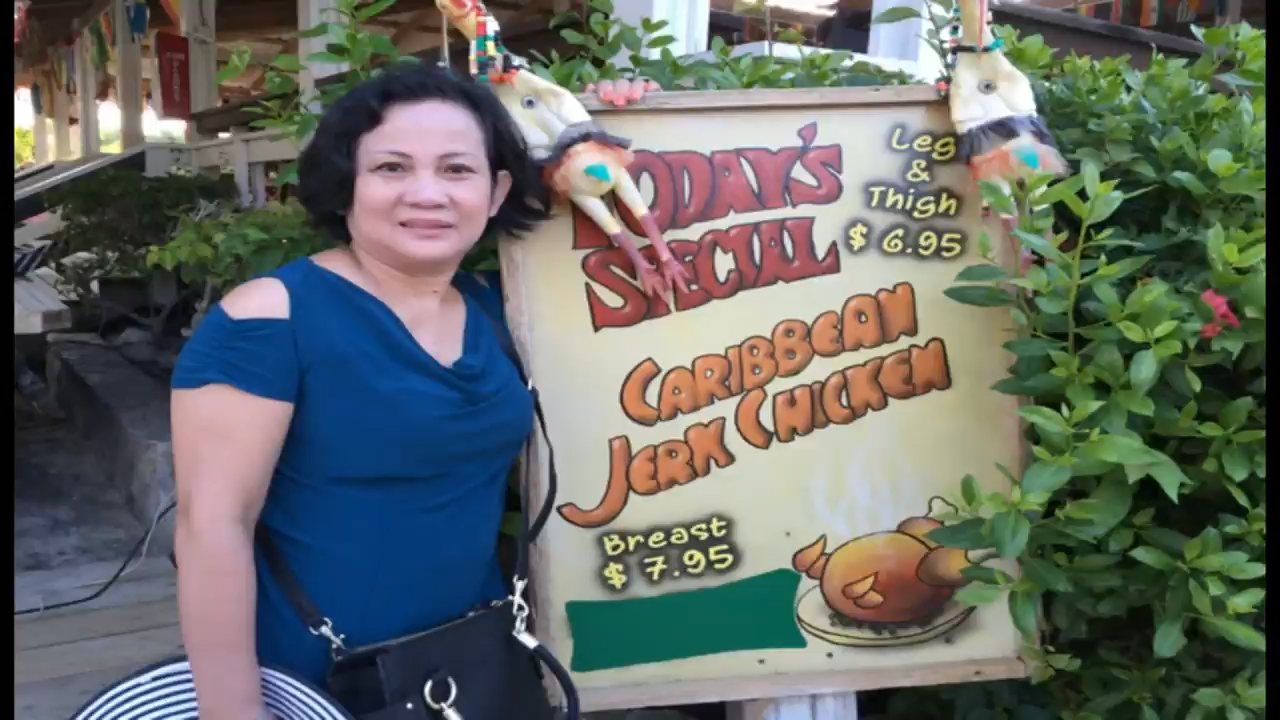 TODAY'S
SPECIAL
Leg
&
Thigh
$ 6.95
CARIBBEAN
JERK CHICKEN
Breast
$ 7.95